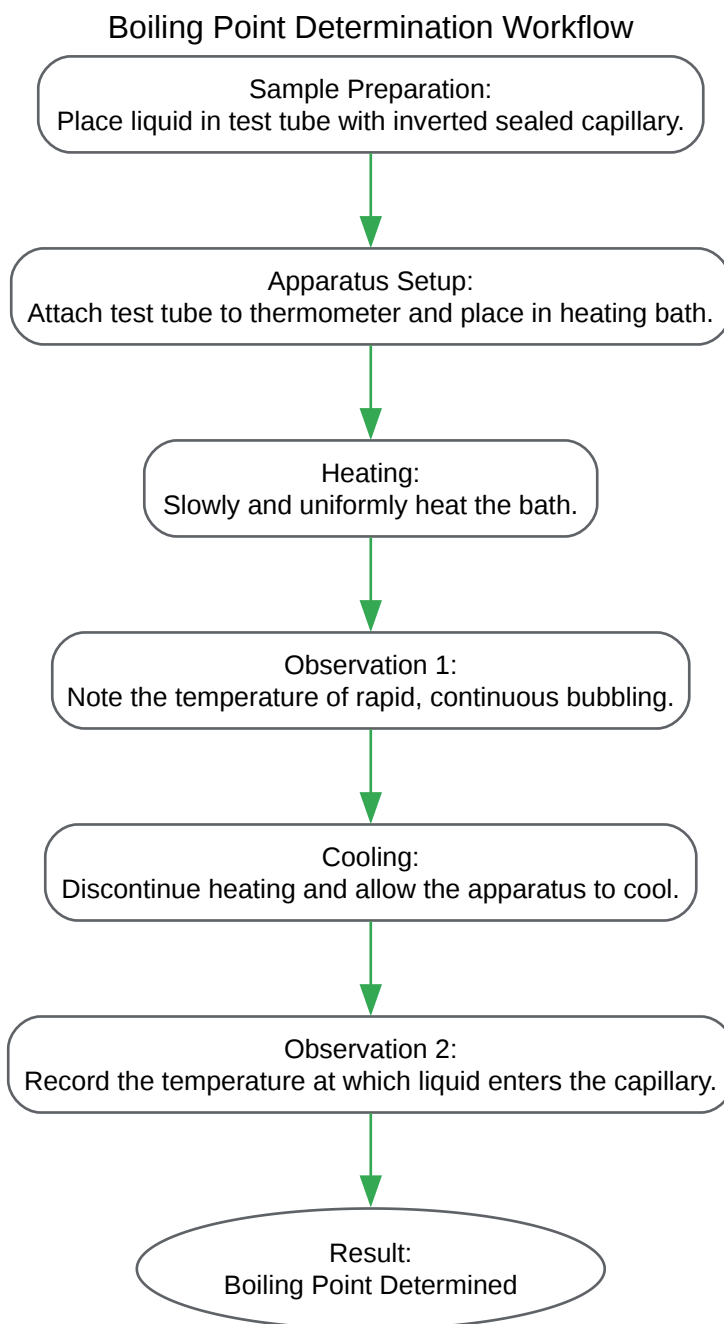 Boiling Point Determination Workflow
Sample Preparation:
Place liquid in test tube with inverted sealed capillary.
Apparatus Setup:
Attach test tube to thermometer and place in heating bath.
Heating:
Slowly and uniformly heat the bath.
Observation 1:
Note the temperature of rapid, continuous bubbling.
Cooling:
Discontinue heating and allow the apparatus to cool.
Observation 2:
Record the temperature at which liquid enters the capillary.
Result:
Boiling Point Determined